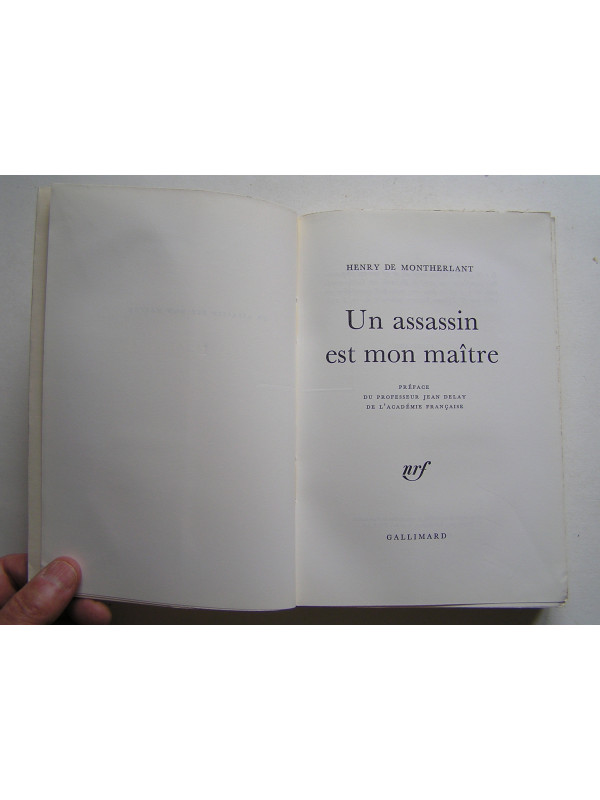 HENRY DE MONTHERLANT
Un assassin
est mon maître
PRÉFACE
DU PROFESSEUR JEAN DELAY
DE L'ACADÉMIE FRANÇAISE
nrf
GALLIMARD